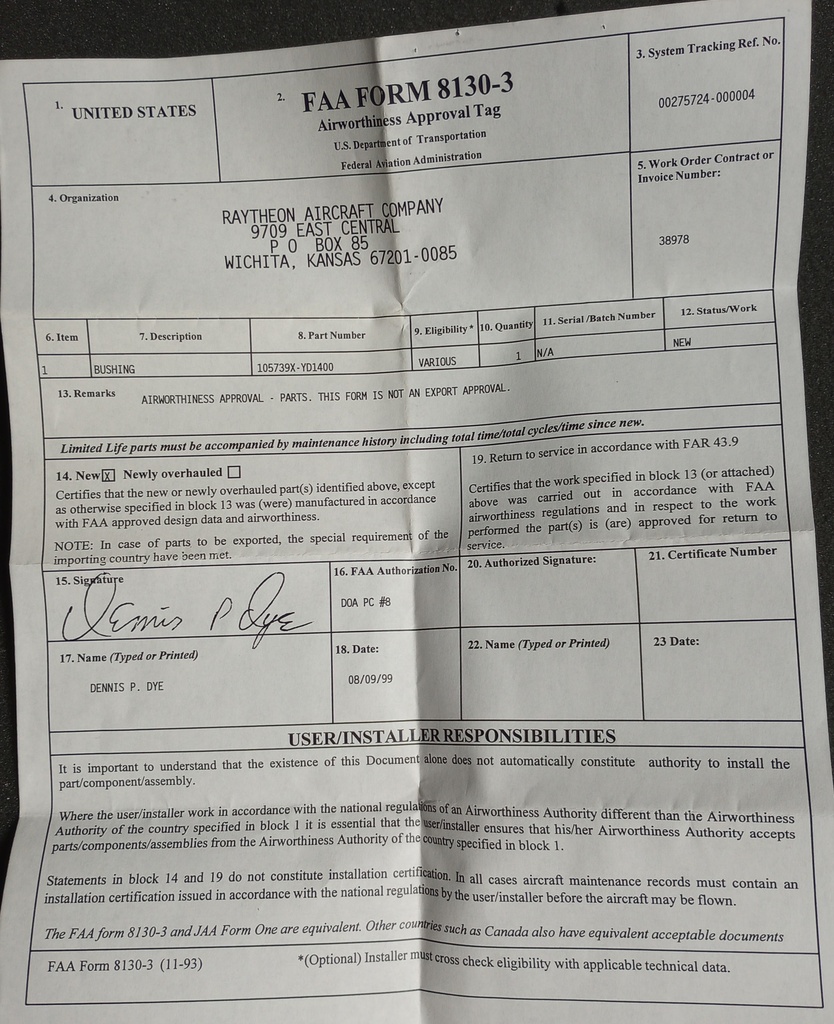 1. UNITED STATES
2. FAA FORM 8130-3
Airworthiness Approval Tag
U.S. Department of Transportation
Federal Aviation Administration
3. System Tracking Ref. No.
00275724-000004
4. Organization
RAYTHEON AIRCRAFT COMPANY
9709 EAST CENTRAL
P O BOX 85
WICHITA, KANSAS 67201-0085
5. Work Order Contract or
Invoice Number:
38978
6. Item 7. Description 8. Part Number 9. Eligibility* 10. Quantity 11. Serial/Batch Number 12. Status/Work
1 BUSHING 105739X-YD1400 VARIOUS 1 N/A NEW
13. Remarks AIRWORTHINESS APPROVAL - PARTS. THIS FORM IS NOT AN EXPORT APPROVAL.
Limited Life parts must be accompanied by maintenance history including total time/total cycles/time since new.
14. New [X] Newly overhauled [ ]
Certifies that the new or newly overhauled part(s) identified above, except
as otherwise specified in block 13 was (were) manufactured in accordance
with FAA approved design data and airworthiness.
NOTE: In case of parts to be exported, the special requirement of the
importing country have been met.
19. Return to service in accordance with FAR 43.9
Certifies that the work specified in block 13 (or attached)
above was carried out in accordance with FAA
airworthiness regulations and in respect to the work
performed the part(s) is (are) approved for return to
service.
15. Signature
Dennis P Dye
16. FAA Authorization No.
DOA PC #8
20. Authorized Signature:
21. Certificate Number
17. Name (Typed or Printed)
DENNIS P. DYE
18. Date:
08/09/99
22. Name (Typed or Printed)
23 Date:
USER/INSTALLER RESPONSIBILITIES
It is important to understand that the existence of this Document alone does not automatically constitute authority to install the
part/component/assembly.
Where the user/installer work in accordance with the national regulations of an Airworthiness Authority different than the Airworthiness
Authority of the country specified in block 1 it is essential that the user/installer ensures that his/her Airworthiness Authority accepts
parts/components/assemblies from the Airworthiness Authority of the country specified in block 1.
Statements in block 14 and 19 do not constitute installation certification. In all cases aircraft maintenance records must contain an
installation certification issued in accordance with the national regulations by the user/installer before the aircraft may be flown.
The FAA form 8130-3 and JAA Form One are equivalent. Other countries such as Canada also have equivalent acceptable documents
FAA Form 8130-3 (11-93) *(Optional) Installer must cross check eligibility with applicable technical data.